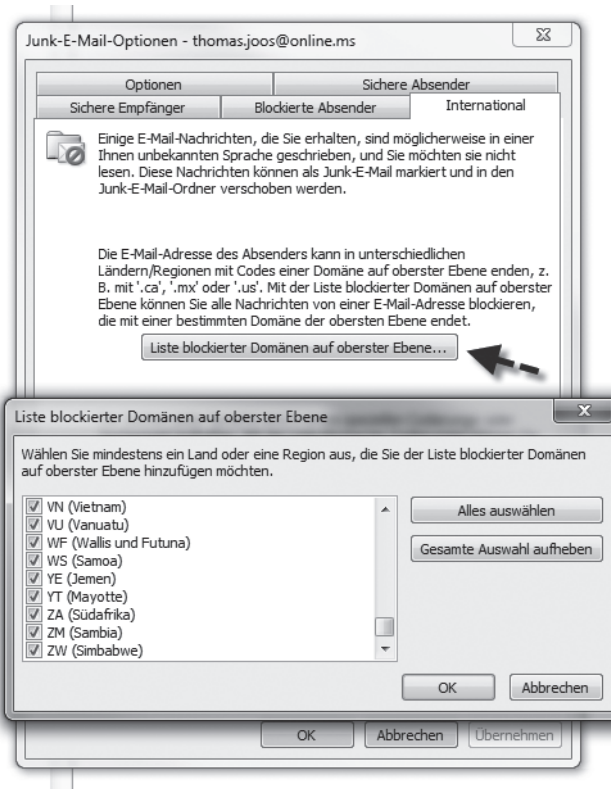 Junk-E-Mail-Optionen - thomas.joos@online.ms
Optionen
Sichere Absender
Sichere Empfänger
Blockierte Absender
International
Einige E-Mail-Nachrichten, die Sie erhalten, sind möglicherweise in einer
Ihnen unbekannten Sprache geschrieben, und Sie möchten sie nicht
lesen. Diese Nachrichten können als Junk-E-Mail markiert und in den
Junk-E-Mail-Ordner verschoben werden.
Die E-Mail-Adresse des Absenders kann in unterschiedlichen
Ländern/Regionen mit Codes einer Domäne auf oberster Ebene enden, z.
B. mit '.ca', '.mx' oder '.us'. Mit der Liste blockierter Domänen auf oberster
Ebene können Sie alle Nachrichten von einer E-Mail-Adresse blockieren,
die mit einer bestimmten Domäne der obersten Ebene endet.
Liste blockierter Domänen auf oberster Ebene...
Liste blockierter Domänen auf oberster Ebene
Wählen Sie mindestens ein Land oder eine Region aus, die Sie der Liste blockierter Domänen
auf oberster Ebene hinzufügen möchten.
VN (Vietnam)
VU (Vanuatu)
WF (Wallis und Futuna)
WS (Samoa)
YE (Jemen)
YT (Mayotte)
ZA (Südafrika)
ZM (Sambia)
ZW (Simbabwe)
Alles auswählen
Gesamte Auswahl aufheben
OK
Abbrechen
OK
Abbrechen
Übernehmen